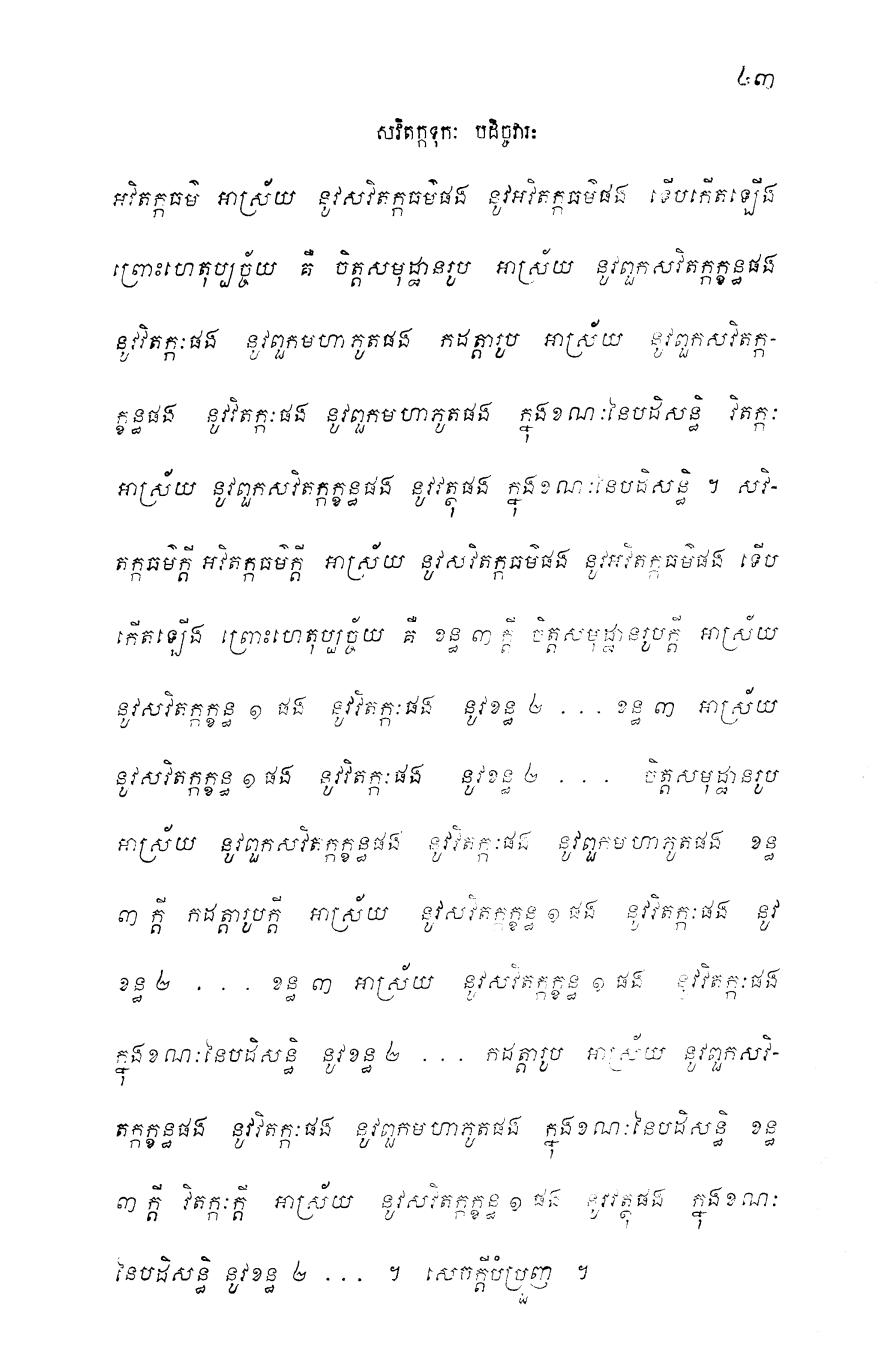 ៤៣
សវិតក្កទុកៈ បដិច្ចវារៈ
អវិតក្កធម៌ អាស្រ័យ នូវសវិតក្កធម៌ផង នូវអវិតក្កធម៌ផង ទើបកើតឡើង
ព្រោះហេតុប្បច្ច័យ គឺ ចិត្តសមុដ្ឋានរូប អាស្រ័យ នូវពួកសវិតក្កក្ខន្ធផង
នូវវិតក្កៈផង នូវពួកមហាភូតផង កដត្តារូប អាស្រ័យ នូវពួកសវិតក្ក-
ក្ខន្ធផង នូវវិតក្កៈផង នូវពួកមហាភូតផង ក្នុងខណៈនៃបដិសន្ធិ វិតក្កៈ
អាស្រ័យ នូវពួកសវិតក្កក្ខន្ធផង នូវវត្ថុផង ក្នុងខណៈនៃបដិសន្ធិ ។ សវិ-
តក្កធម៌ក្តី អវិតក្កធម៌ក្តី អាស្រ័យ នូវសវិតក្កធម៌ផង នូវអវិតក្កធម៌ផង ទើប
កើតឡើង ព្រោះហេតុប្បច្ច័យ គឺ ខន្ធ ៣ ក្តី ចិត្តសមុដ្ឋានរូបក្តី អាស្រ័យ
នូវសវិតក្កក្ខន្ធ ១ ផង នូវវិតក្កៈផង នូវខន្ធ ២ ... ខន្ធ ៣ អាស្រ័យ
នូវសវិតក្កក្ខន្ធ ១ ផង នូវវិតក្កៈផង នូវខន្ធ ២ ... ចិត្តសមុដ្ឋានរូប
អាស្រ័យ នូវពួកសវិតក្កក្ខន្ធផង នូវវិតក្កៈផង នូវពួកមហាភូតផង ខន្ធ
៣ ក្តី កដត្តារូបក្តី អាស្រ័យ នូវសវិតក្កក្ខន្ធ ១ ផង នូវវិតក្កៈផង នូវ
ខន្ធ ២ ... ខន្ធ ៣ អាស្រ័យ នូវសវិតក្កក្ខន្ធ ១ ផង នូវវិតក្កៈផង
ក្នុងខណៈនៃបដិសន្ធិ នូវខន្ធ ២ ... កដត្តារូប អាស្រ័យ នូវពួកសវិ-
តក្កក្ខន្ធផង នូវវិតក្កៈផង នូវពួកមហាភូតផង ក្នុងខណៈនៃបដិសន្ធិ ខន្ធ
៣ ក្តី វិតក្កៈក្តី អាស្រ័យ នូវសវិតក្កក្ខន្ធ ១ ផង នូវវត្ថុផង ក្នុងខណៈ
នៃបដិសន្ធិ នូវខន្ធ ២ ... ។ សេចក្តីបំប្រួញ ។